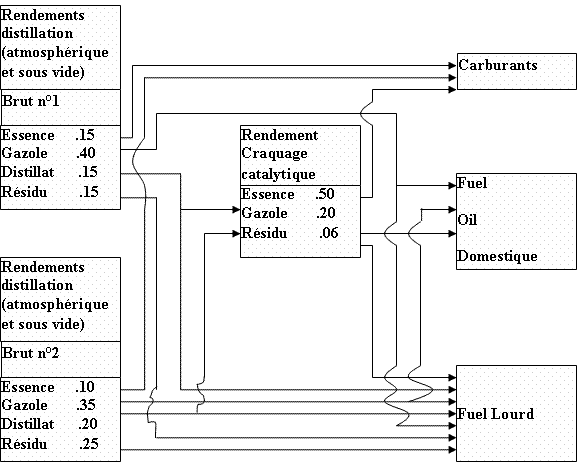 Rendements
distillation
(atmosphérique
et sous vide)
Brut n°1
Essence .15
Gazole .40
Distillat .15
Résidu .15
Rendement
Craquage
catalytique
Essence .50
Gazole .20
Résidu .06
Carburants
Fuel
Oil
Domestique
Rendements
distillation
(atmosphérique
et sous vide)
Brut n°2
Essence .10
Gazole .35
Distillat .20
Résidu .25
Fuel Lourd